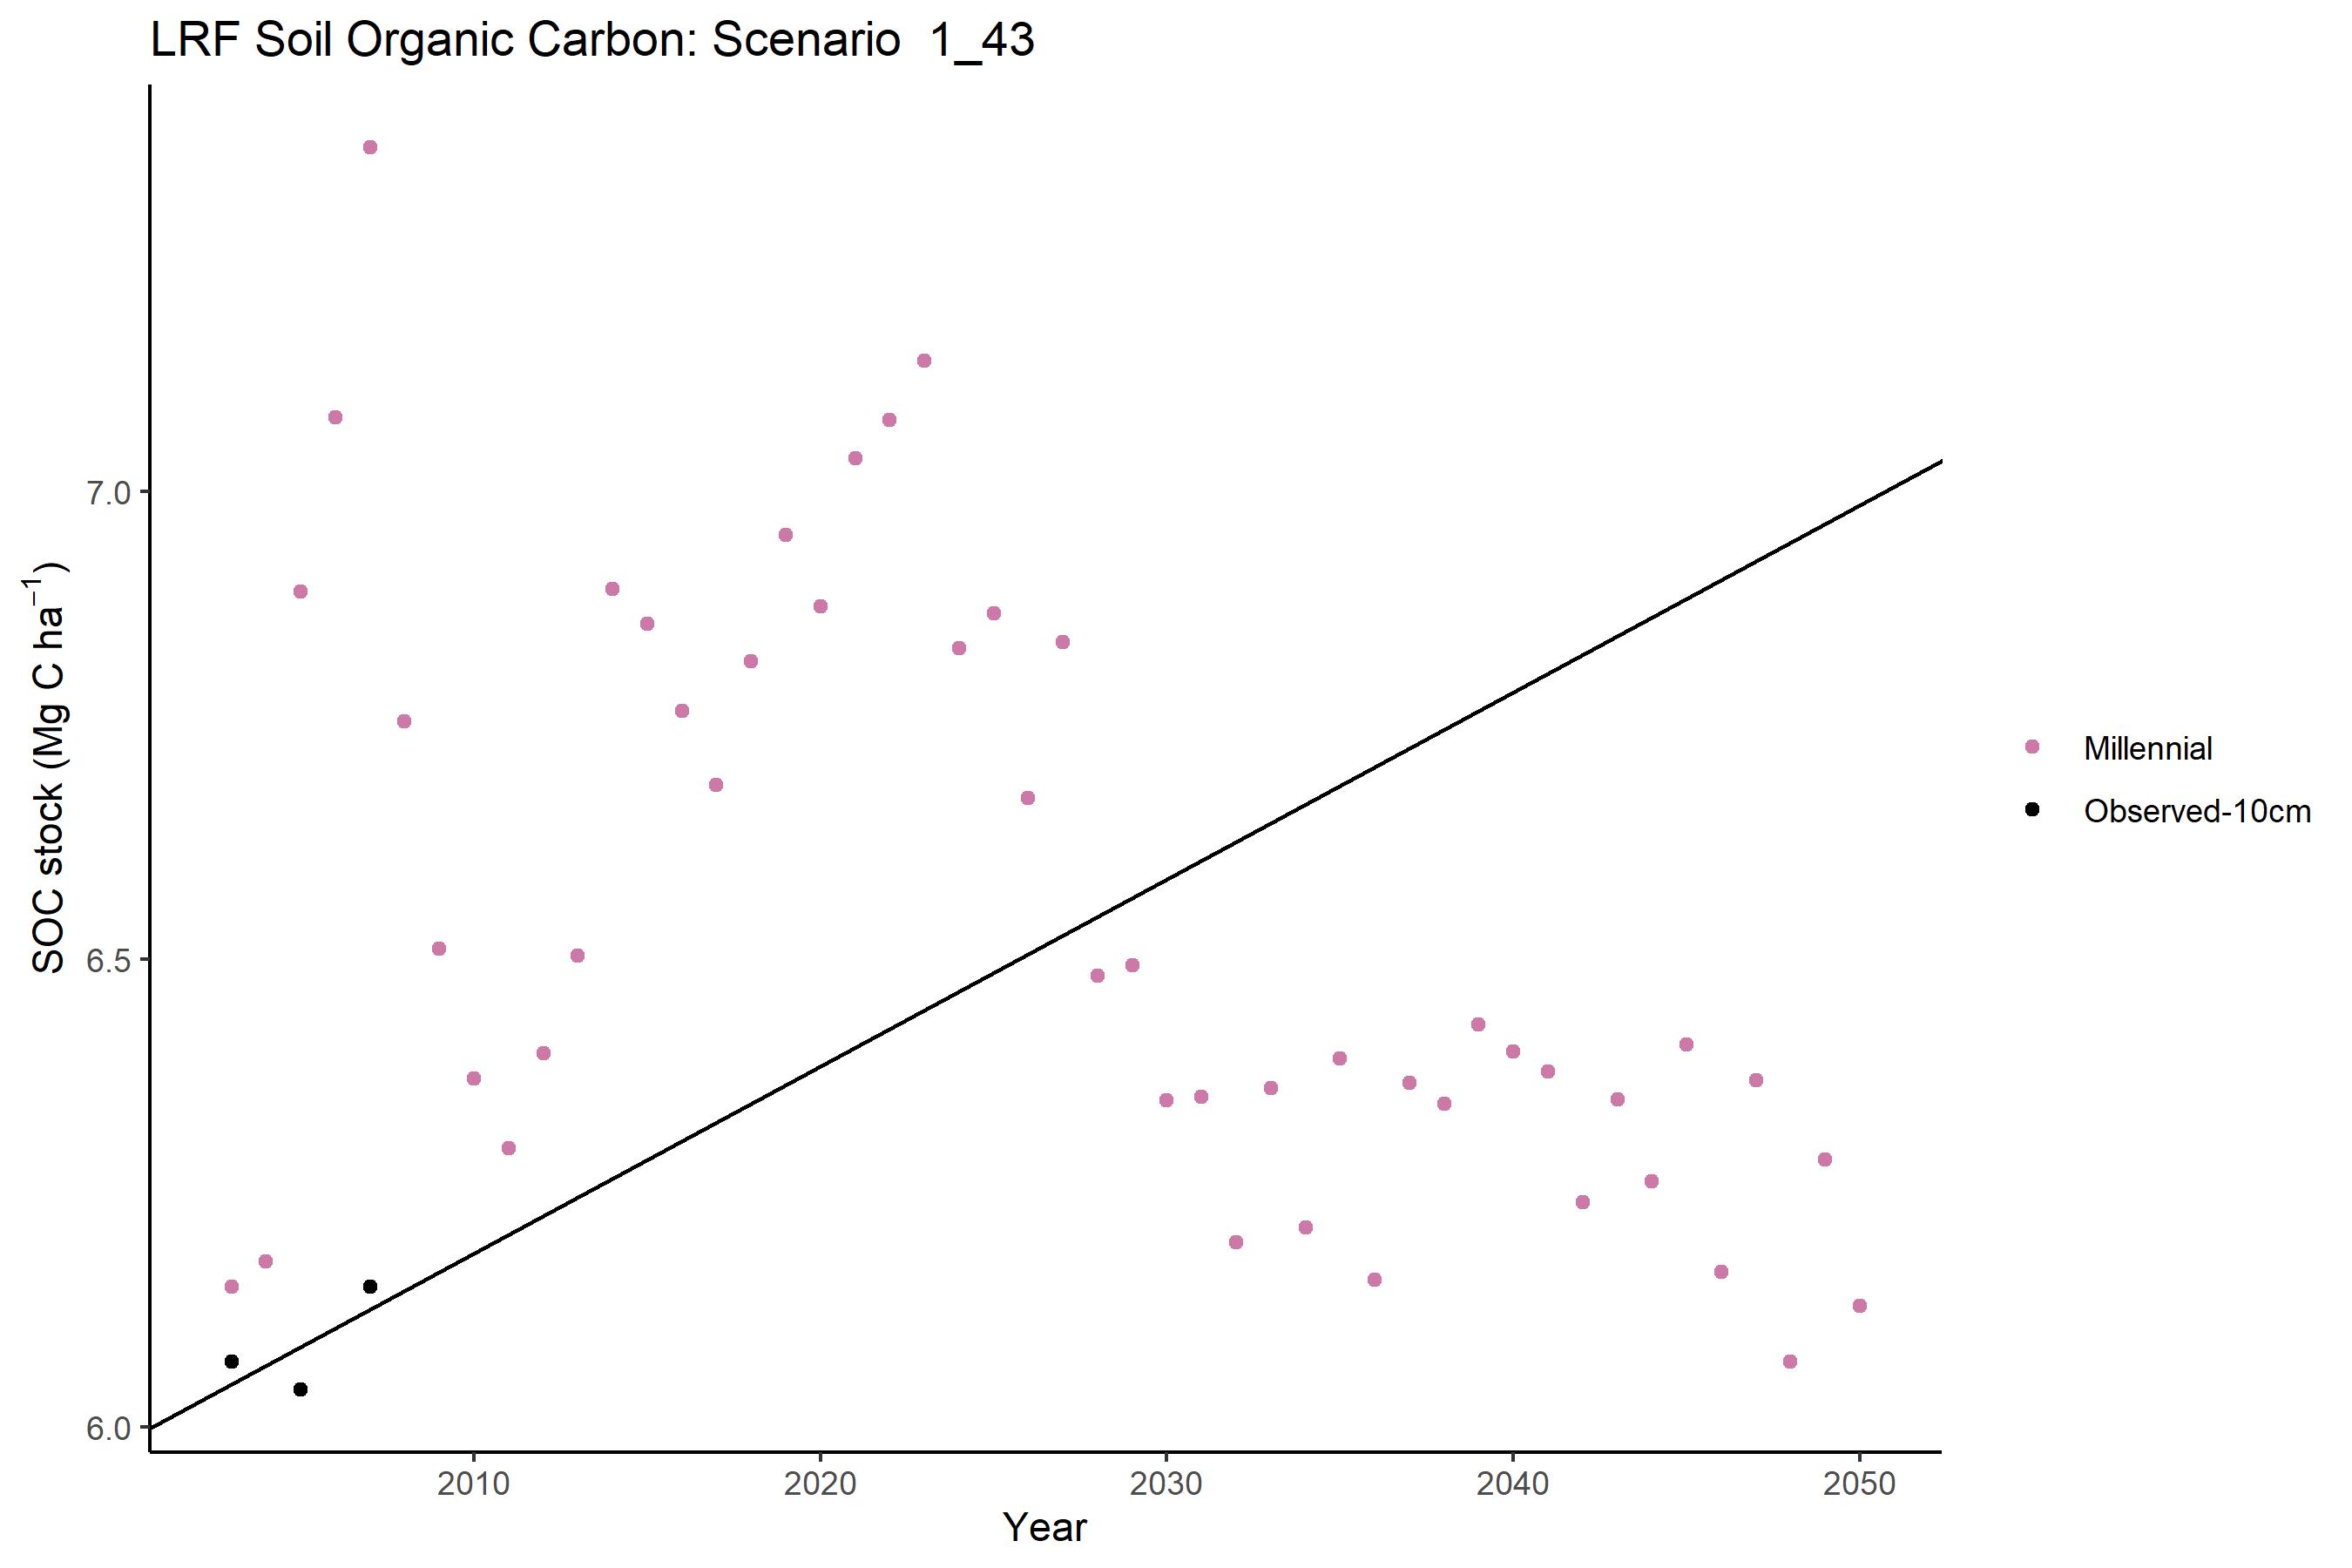 LRF Soil Organic Carbon: Scenario  1_43
SOC stock (Mg C ha⁻¹)
7.0
6.5
6.0
2010 2020 2030 2040 2050
Year
Millennial
Observed-10cm